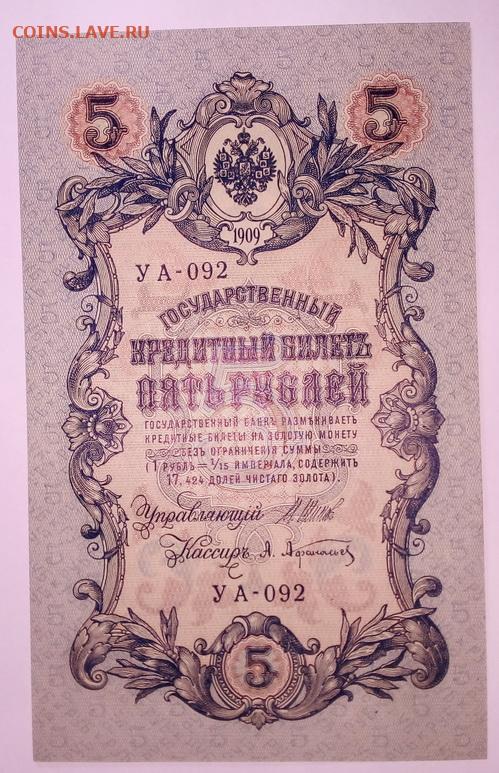 COINS.LAVE.RU
5 5
1909
УА-092
ГОСУДАРСТВЕННЫЙ
КРЕДИТНЫЙ БИЛЕТЪ
ПЯТЬ РУБЛЕЙ
ГОСУДАРСТВЕННЫЙ БАНКЪ РАЗМѢНИВАЕТЪ
КРЕДИТНЫЕ БИЛЕТЫ НА ЗОЛОТУЮ МОНЕТУ
БЕЗЪ ОГРАНИЧЕНІЯ СУММЫ
(1 РУБЛЬ = 1/15 ИМПЕРІАЛА, СОДЕРЖИТЪ
17,424 ДОЛЕЙ ЧИСТАГО ЗОЛОТА).
Управляющій
Кассиръ А. Афанасьев
УА-092
5